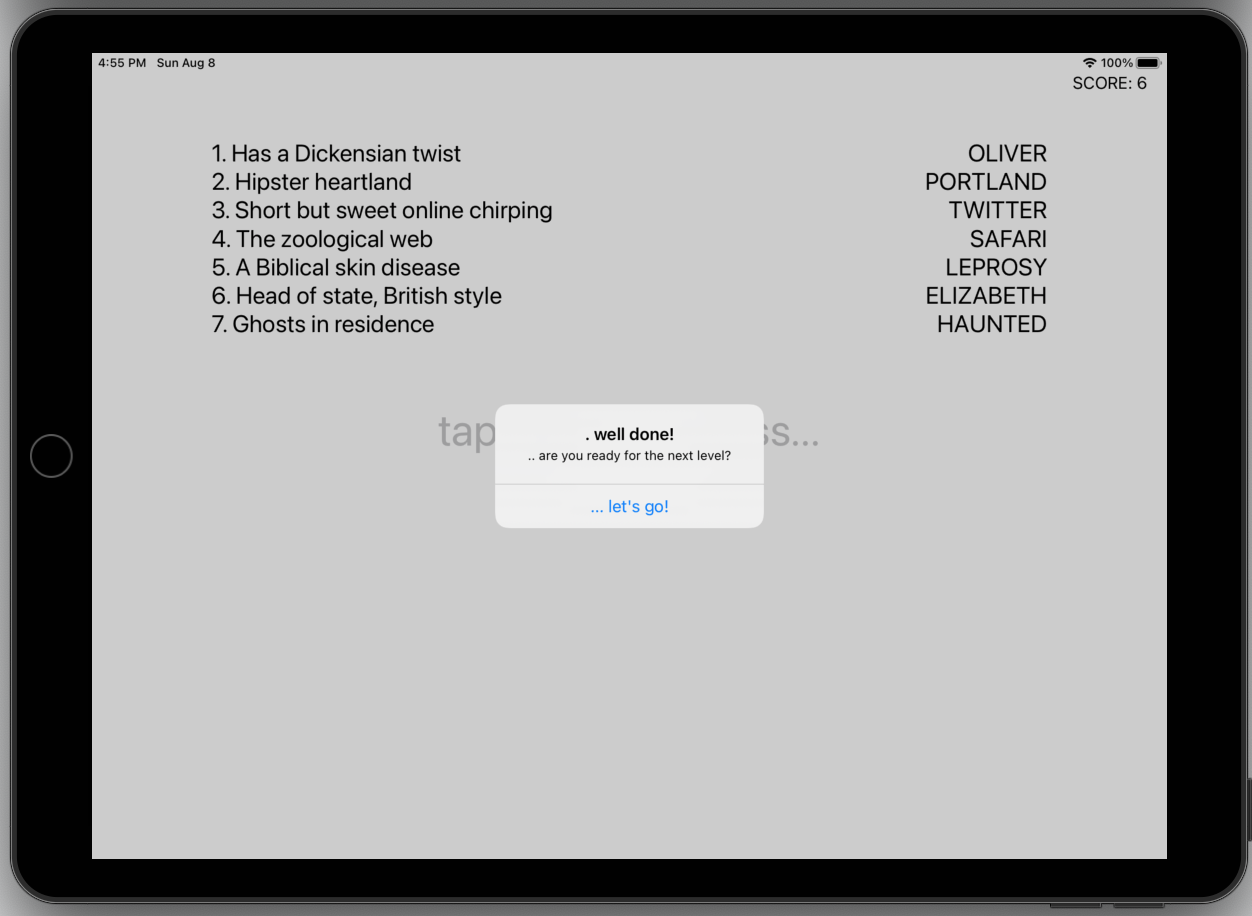 4:55 PM Sun Aug 8 100%
SCORE: 6
1. Has a Dickensian twist OLIVER
2. Hipster heartland PORTLAND
3. Short but sweet online chirping TWITTER
4. The zoological web SAFARI
5. A Biblical skin disease LEPROSY
6. Head of state, British style ELIZABETH
7. Ghosts in residence HAUNTED
tap ss...
. well done!
.. are you ready for the next level?
... let's go!